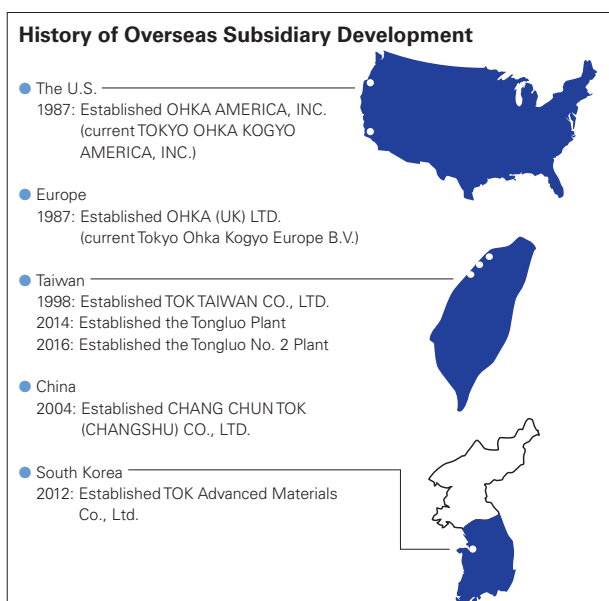 History of Overseas Subsidiary Development
The U.S.
1987: Established OHKA AMERICA, INC.
(current TOKYO OHKA KOGYO
AMERICA, INC.)
Europe
1987: Established OHKA (UK) LTD.
(current Tokyo Ohka Kogyo Europe B.V.)
Taiwan
1998: Established TOK TAIWAN CO., LTD.
2014: Established the Tongluo Plant
2016: Established the Tongluo No. 2 Plant
China
2004: Established CHANG CHUN TOK
(CHANGSHU) CO., LTD.
South Korea
2012: Established TOK Advanced Materials
Co., Ltd.